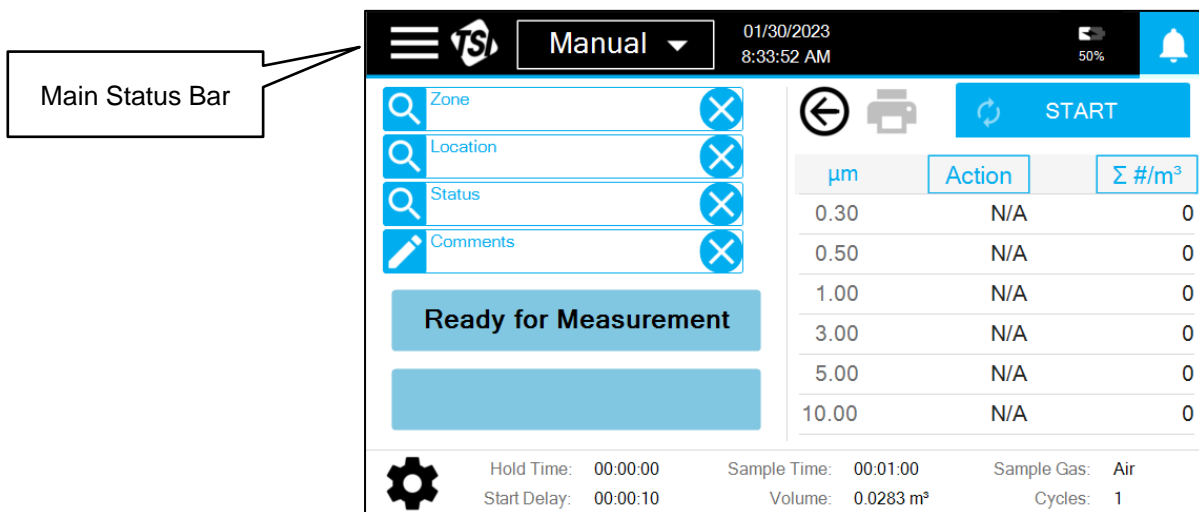 Main Status Bar
TSI Manual 01/30/2023
8:33:52 AM
50%
Zone
Location
Status
Comments
Ready for Measurement
START
µm Action Σ #/m³
0.30 N/A 0
0.50 N/A 0
1.00 N/A 0
3.00 N/A 0
5.00 N/A 0
10.00 N/A 0
Hold Time: 00:00:00 Sample Time: 00:01:00 Sample Gas: Air
Start Delay: 00:00:10 Volume: 0.0283 m³ Cycles: 1